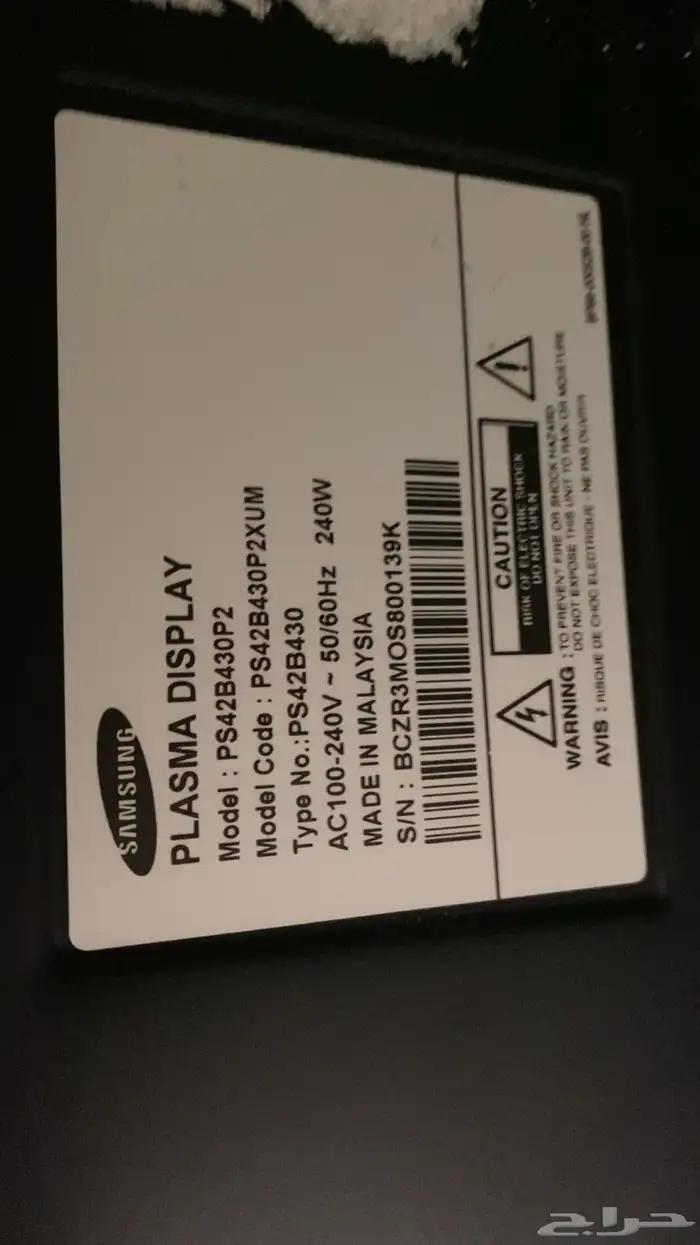 SAMSUNG
PLASMA DISPLAY
Model : PS42B430P2
Model Code : PS42B430P2XUM
Type No.:PS42B430
AC100-240V ~ 50/60Hz 240W
MADE IN MALAYSIA
S/N : BCZR3MOS800139K
CAUTION
RISK OF ELECTRIC SHOCK
DO NOT OPEN
WARNING : TO PREVENT FIRE OR SHOCK HAZARD
DO NOT EXPOSE THIS UNIT TO RAIN OR MOISTURE
AVIS : RISQUE DE CHOC ELECTRIQUE - NE PAS OUVRIR
حراج